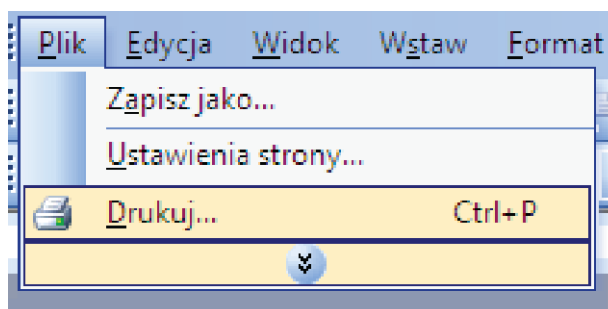 Plik Edycja Widok Wstaw Format
Zapisz jako...
Ustawienia strony...
Drukuj... Ctrl+P